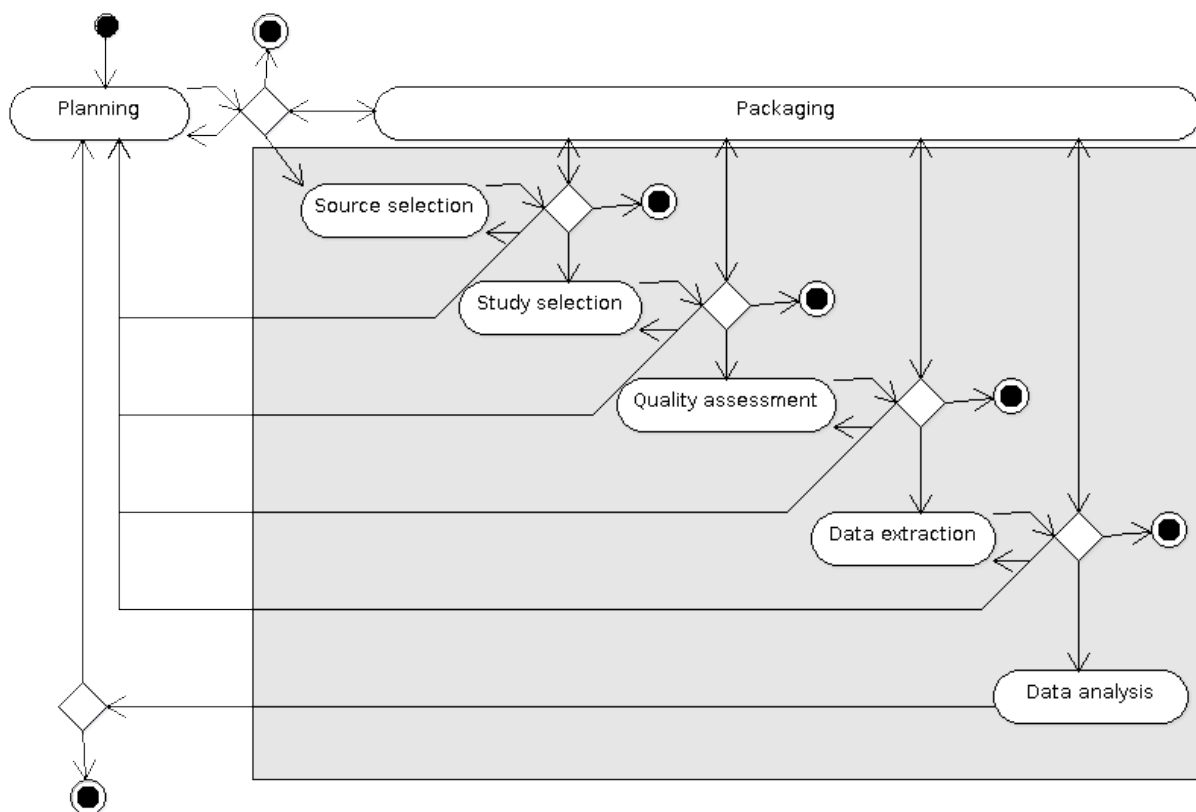 Planning
Packaging
Source selection
Study selection
Quality assessment
Data extraction
Data analysis